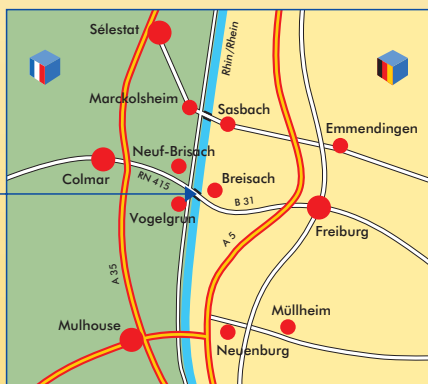 Sélestat
Rhin/Rhein
Marckolsheim
Sasbach
Emmendingen
Neuf-Brisach
Colmar
RN 415
Breisach
B 31
Vogelgrun
Freiburg
A 5
A 35
Müllheim
Mulhouse
Neuenburg